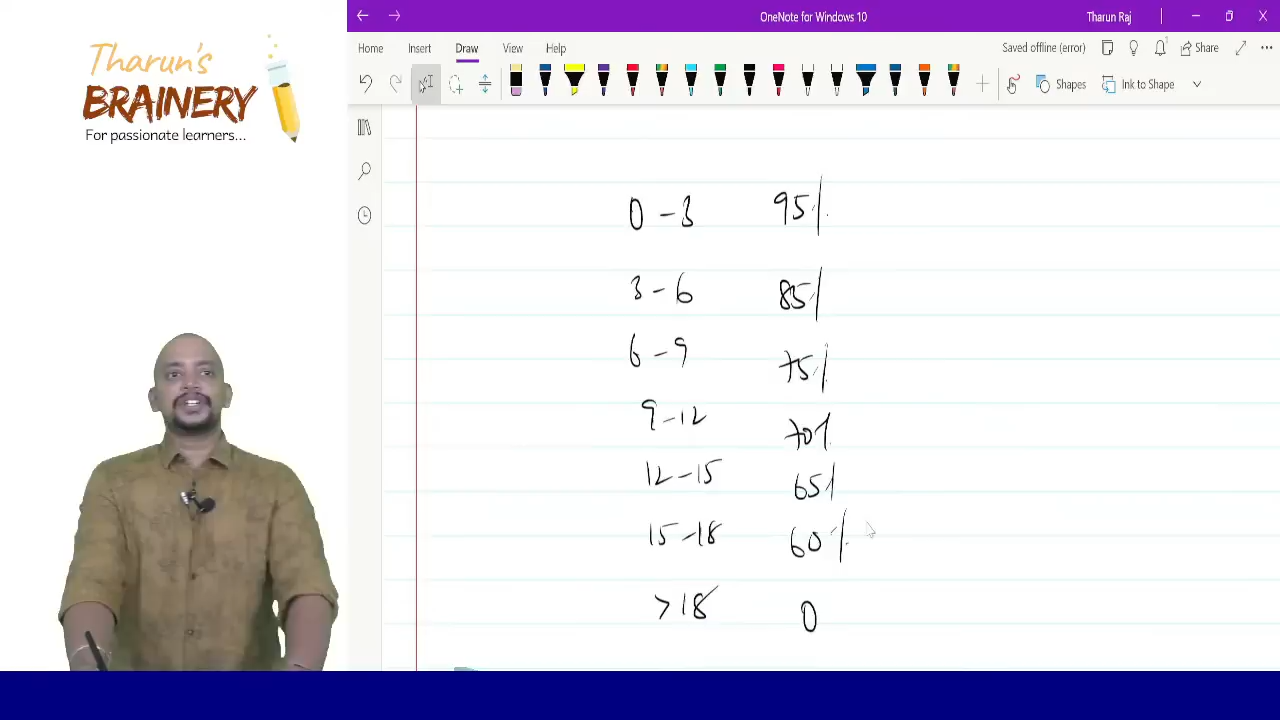 Tharun's
BRAINERY
For passionate learners...
OneNote for Windows 10
Tharun Raj
Home Insert Draw View Help
Saved offline (error)
1
Share
Shapes
Ink to Shape
0 - 3 95%
3 - 6 85%
6 - 9 75%
9 - 12 70%
12 - 15 65%
15 - 18 60%
> 18 0